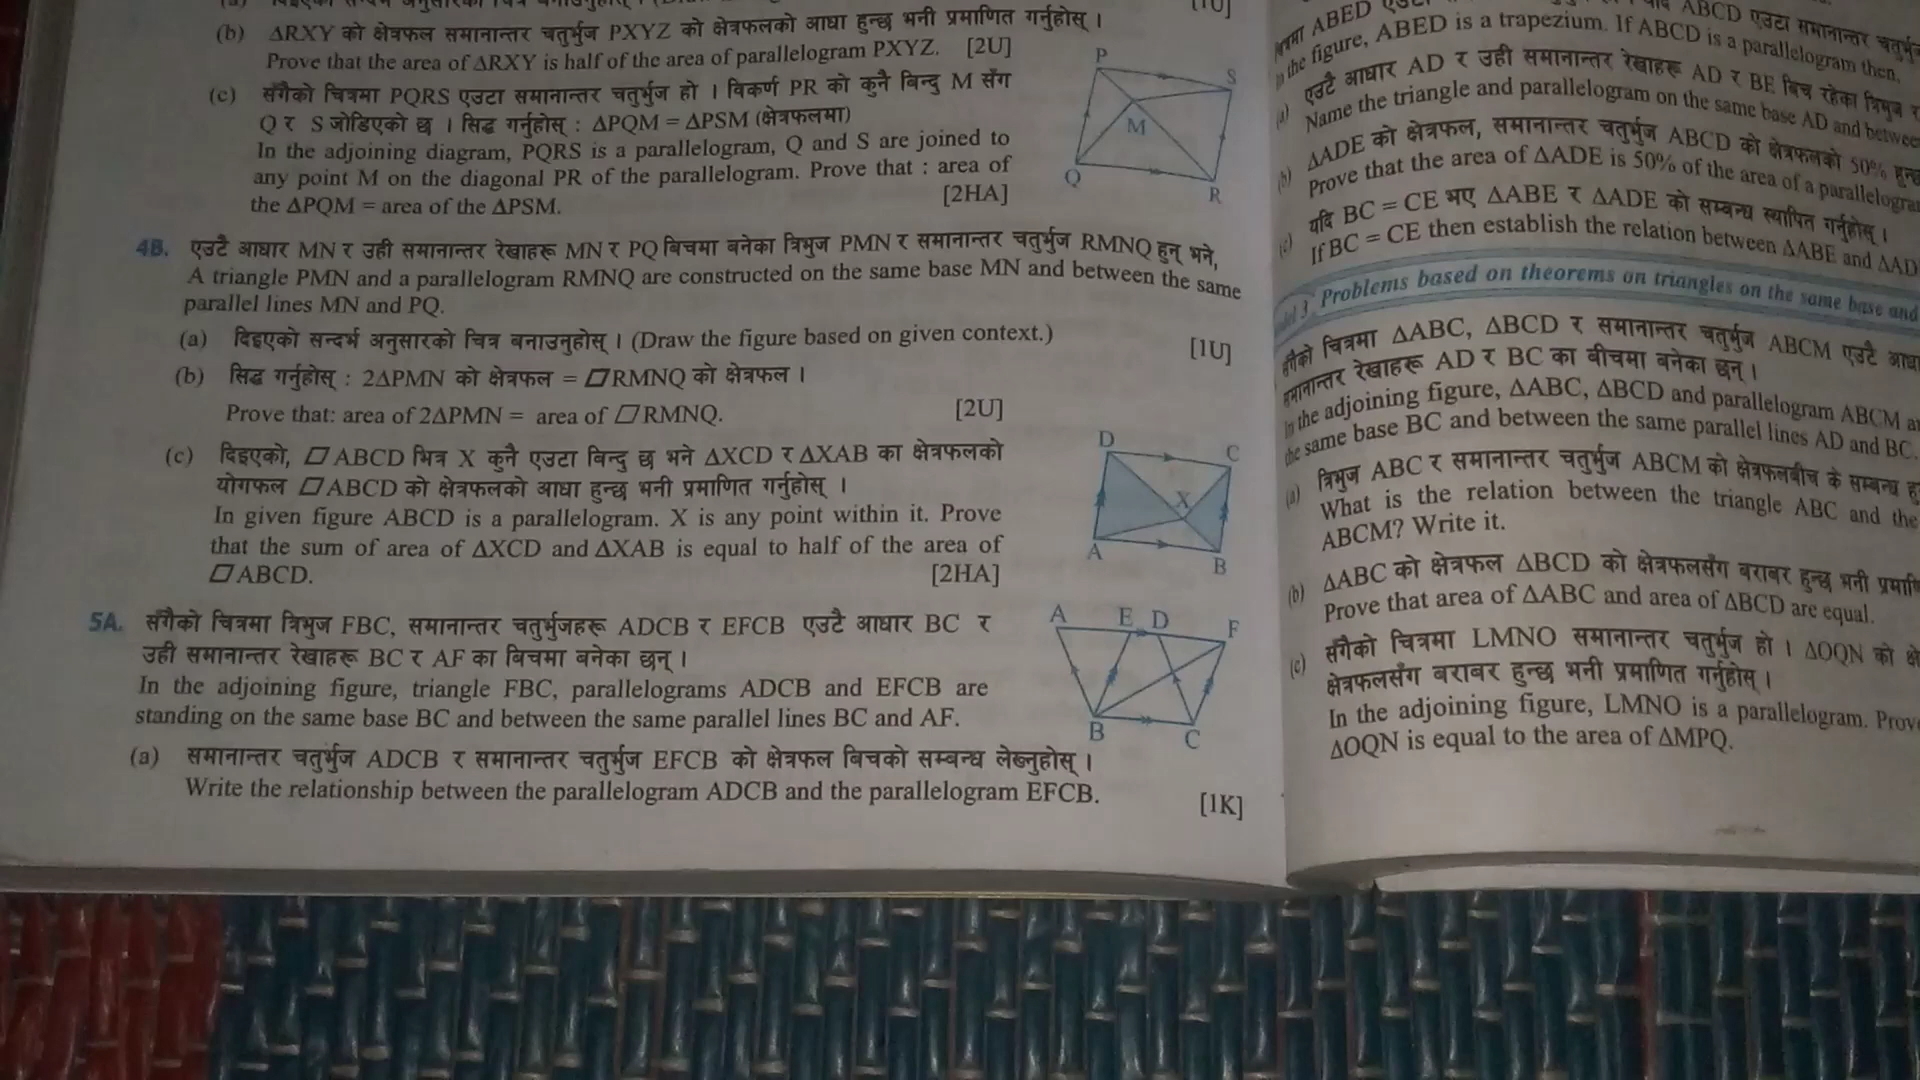 (b) ΔRXY को क्षेत्रफल समानान्तर चतुर्भुज PXYZ को क्षेत्रफलको आधा हुन्छ भनी प्रमाणित गर्नुहोस् ।
Prove that the area of ΔRXY is half of the area of parallelogram PXYZ. [2U]
(c) सँगैको चित्रमा PQRS एउटा समानान्तर चतुर्भुज हो । विकर्ण PR को कुनै बिन्दु M सँग
Q र S जोडिएको छ । सिद्ध गर्नुहोस् : ΔPQM = ΔPSM (क्षेत्रफलमा)
In the adjoining diagram, PQRS is a parallelogram, Q and S are joined to
any point M on the diagonal PR of the parallelogram. Prove that : area of
the ΔPQM = area of the ΔPSM. [2HA]
P S M Q R
4B. एउटै आधार MN र उही समानान्तर रेखाहरू MN र PQ बिचमा बनेका त्रिभुज PMN र समानान्तर चतुर्भुज RMNQ हुन् भने,
A triangle PMN and a parallelogram RMNQ are constructed on the same base MN and between the same
parallel lines MN and PQ.
(a) दिइएको सन्दर्भ अनुसारको चित्र बनाउनुहोस् । (Draw the figure based on given context.) [1U]
(b) सिद्ध गर्नुहोस् : 2ΔPMN को क्षेत्रफल = ▱RMNQ को क्षेत्रफल ।
Prove that: area of 2ΔPMN = area of ▱RMNQ. [2U]
(c) दिइएको, ▱ABCD भित्र X कुनै एउटा बिन्दु छ भने ΔXCD र ΔXAB का क्षेत्रफलको
योगफल ▱ABCD को क्षेत्रफलको आधा हुन्छ भनी प्रमाणित गर्नुहोस् ।
In given figure ABCD is a parallelogram. X is any point within it. Prove
that the sum of area of ΔXCD and ΔXAB is equal to half of the area of
▱ABCD. [2HA]
D C X A B
5A. सँगैको चित्रमा त्रिभुज FBC, समानान्तर चतुर्भुजहरू ADCB र EFCB एउटै आधार BC र
उही समानान्तर रेखाहरू BC र AF का बिचमा बनेका छन् ।
In the adjoining figure, triangle FBC, parallelograms ADCB and EFCB are
standing on the same base BC and between the same parallel lines BC and AF.
A E D F B C
(a) समानान्तर चतुर्भुज ADCB र समानान्तर चतुर्भुज EFCB को क्षेत्रफल बिचको सम्बन्ध लेख्नुहोस् ।
Write the relationship between the parallelogram ADCB and the parallelogram EFCB. [1K]
ABCD एउटा समानान्तर
ABED
the figure, ABED is a trapezium. If ABCD is a parallelogram then,
एउटै आधार AD र उही समानान्तर रेखाहरू AD र BE बिच रहेका त्रिभुज
Name the triangle and parallelogram on the same base AD and
(b) ΔADE को क्षेत्रफल, समानान्तर चतुर्भुज ABCD को क्षेत्रफलको 50%
Prove that the area of ΔADE is 50% of the area of a
(c) यदि BC = CE भए ΔABE र ΔADE को सम्बन्ध स्थापित गर्नुहोस् ।
If BC = CE then establish the relation between ΔABE and
3 Problems based on theorems on triangles on the same base and
चित्रमा ΔABC, ΔBCD र समानान्तर चतुर्भुज ABCM एउटै
समानान्तर रेखाहरू AD र BC का बीचमा बनेका छन् ।
In the adjoining figure, ΔABC, ΔBCD and parallelogram ABCM
the same base BC and between the same parallel lines AD and BC.
(a) त्रिभुज ABC र समानान्तर चतुर्भुज ABCM को क्षेत्रफलबीच के सम्बन्ध
What is the relation between the triangle ABC and the
ABCM? Write it.
(b) ΔABC को क्षेत्रफल ΔBCD को क्षेत्रफलसँग बराबर हुन्छ भनी
Prove that area of ΔABC and area of ΔBCD are equal.
(c) सँगैको चित्रमा LMNO समानान्तर चतुर्भुज हो । ΔOQN को
क्षेत्रफलसँग बराबर हुन्छ भनी प्रमाणित गर्नुहोस् ।
In the adjoining figure, LMNO is a parallelogram.
ΔOQN is equal to the area of ΔMPQ.